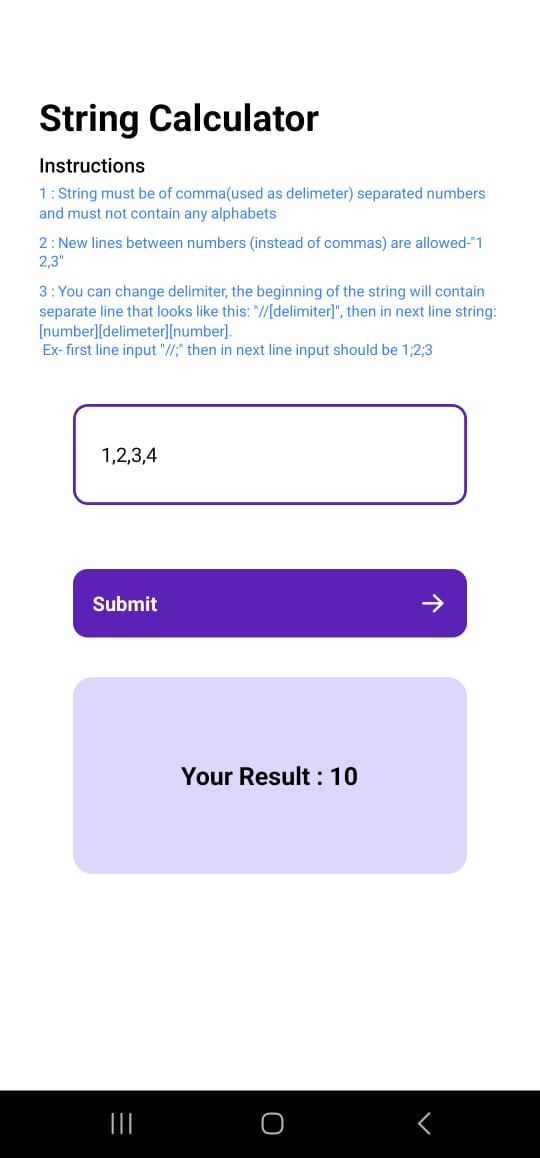 String Calculator
Instructions
1 : String must be of comma(used as delimeter) separated numbers
and must not contain any alphabets
2 : New lines between numbers (instead of commas) are allowed-"1
2,3"
3 : You can change delimiter, the beginning of the string will contain
separate line that looks like this: "//[delimiter]", then in next line string:
[number][delimeter][number].
Ex- first line input "//;" then in next line input should be 1;2;3
1,2,3,4
Submit
Your Result : 10